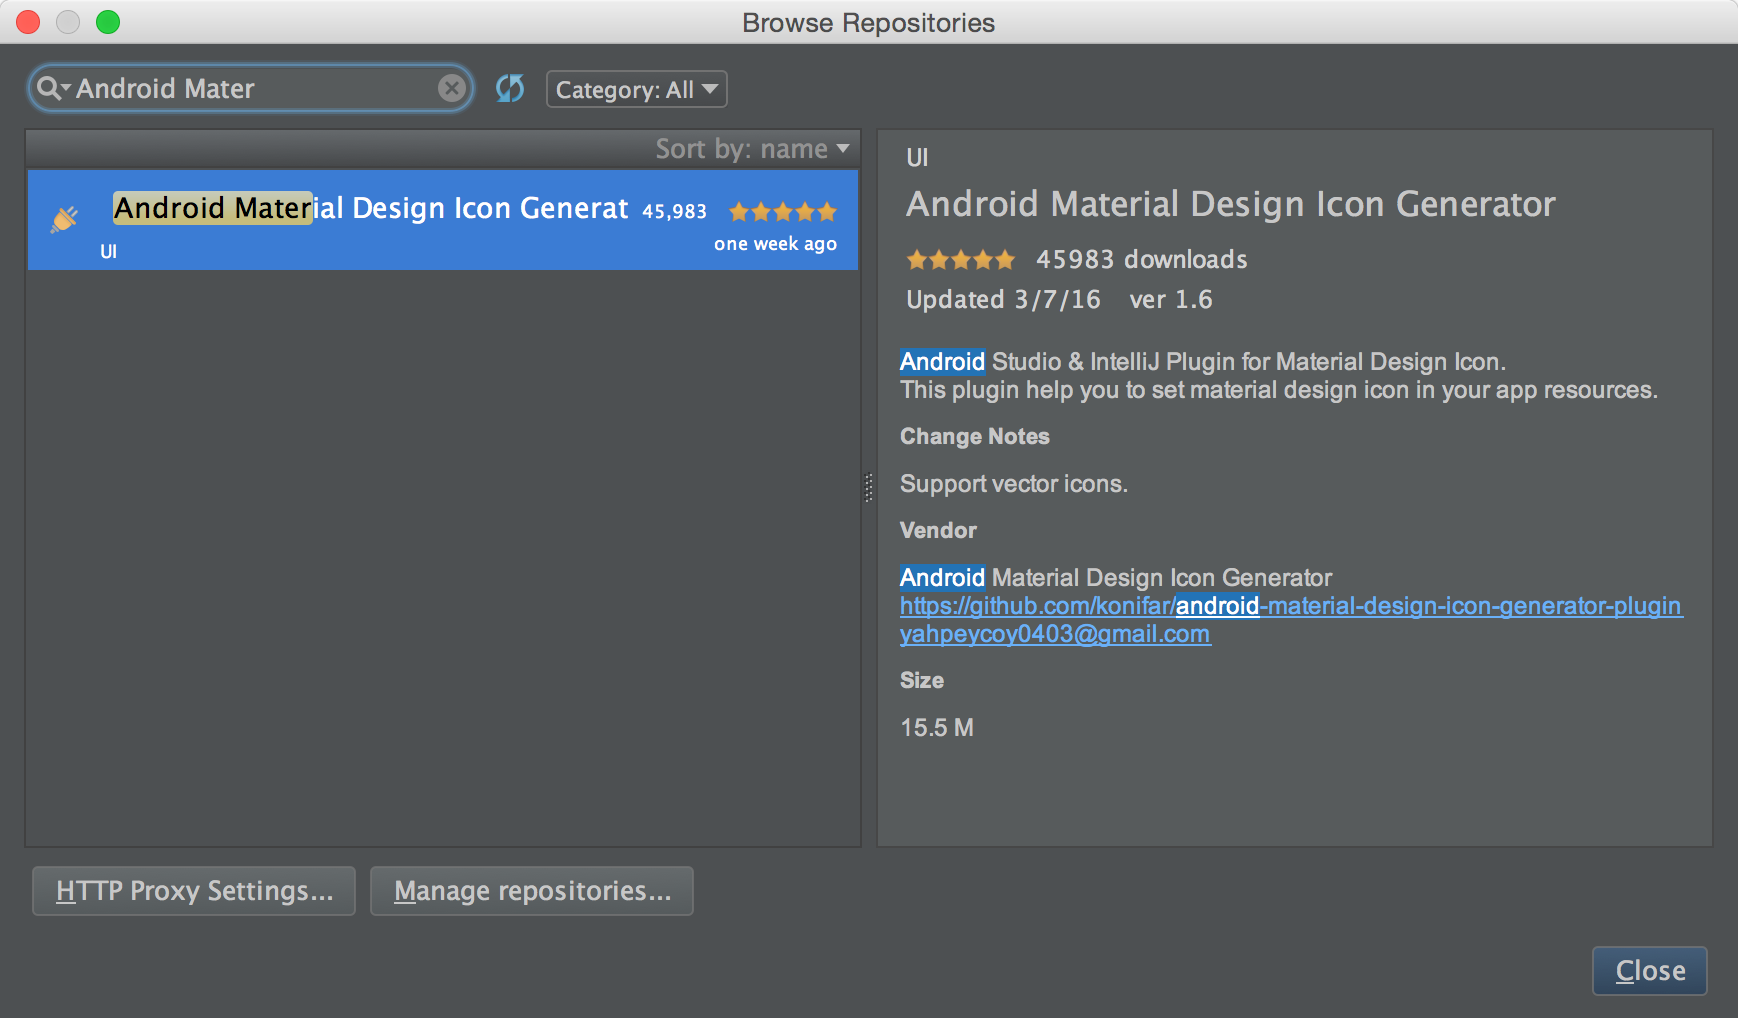 Browse Repositories
Android Mater
Category: All
Sort by: name
Android Material Design Icon Generat 45,983
one week ago
UI
UI
Android Material Design Icon Generator
45983 downloads
Updated 3/7/16 ver 1.6
Android Studio & IntelliJ Plugin for Material Design Icon.
This plugin help you to set material design icon in your app resources.
Change Notes
Support vector icons.
Vendor
Android Material Design Icon Generator
https://github.com/konifar/android-material-design-icon-generator-plugin
yahpeycoy0403@gmail.com
Size
15.5 M
HTTP Proxy Settings...
Manage repositories...
Close